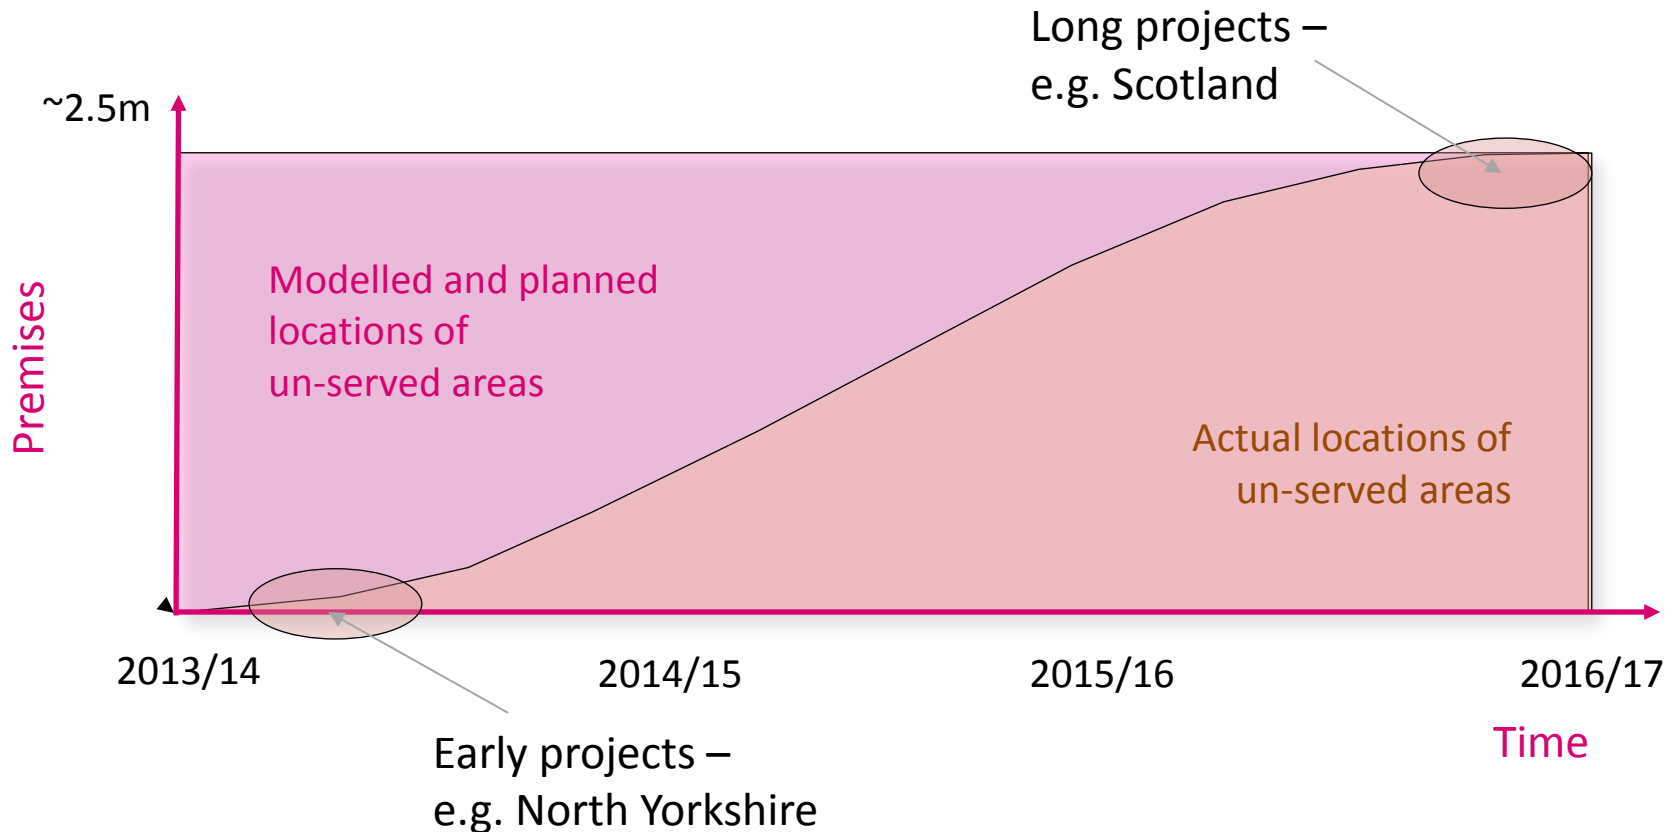 Long projects –
e.g. Scotland
~2.5m
Premises
Modelled and planned
locations of
un-served areas
Actual locations of
un-served areas
2013/14
2014/15
2015/16
2016/17
Time
Early projects –
e.g. North Yorkshire